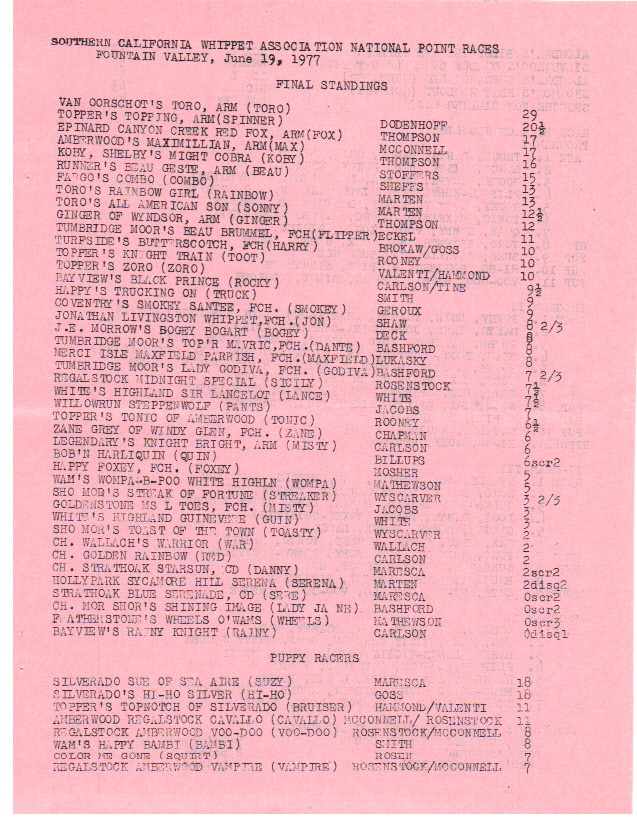 SOUTHERN CALIFORNIA WHIPPET ASSOCIATION NATIONAL POINT RACES
FOUNTAIN VALLEY, June 19, 1977
FINAL STANDINGS
VAN OORSCHOT'S TORO, ARM (TORO) 29
TOPPER'S TOPPING, ARM(SPINNER) DODENHOFF 20½
EPINARD CANYON CREEK RED FOX, ARM(FOX) THOMPSON 17
AMBERWOOD'S MAXIMILLIAN, ARM(MAX) MCCONNELL 17
KOBY, SHELBY'S MIGHT COBRA (KOBY) THOMPSON 16
RUNNER'S BEAU GESTE, ARM (BEAU) STOFFERS 15
FARGO'S COMBO (COMBO) SHEFFS 13
TORO'S RAINBOW GIRL (RAINBOW) MARTEN 13
TORO'S ALL AMERICAN SON (SONNY) MARTEN 12½
GINGER OF WYNDSOR, ARM (GINGER) THOMPSON 12
TUMBRIDGE MOOR'S BEAU BRUMMEL, FCH(FLIPPER)ECKEL 11
TURFSIDE'S BUTTERSCOTCH, FCH(HARRY) BROKAW/GOSS 10
TOPPER'S KNIGHT TRAIN (TOOT) ROONEY 10
TOPPER'S ZORO (ZORO) VALENTI/HAMMOND 10
BAYVIEW'S BLACK PRINCE (ROCKY) CARLSON/TINE 9½
HAPPY'S TRUCKING ON (TRUCK) SMITH 9
COVENTRY'S SMOKEY SANTEE, FCH. (SMOKEY) GEROUX 9
JONATHAN LIVINGSTON WHIPPET,FCH.(JON) SHAW 8 2/3
J.E. MORROW'S BOGEY BOGART (BOGEY) DECK 8
TUMBRIDGE MOOR'S TOP'R MAVRIC,FCH.(DANTE) BASHFORD 8
MERCI ISLE MAXFIELD PARRISH, FCH.(MAXFIELD)LUKASKY 8
TUMBRIDGE MOOR'S LADY GODIVA, FCH. (GODIVA)BASHFORD 7 2/3
REGALSTOCK MIDNIGHT SPECIAL (SICILY) ROSENSTOCK 7½
WHITE'S HIGHLAND SIR LANCELOT (LANCE) WHITE 7½
WILLOWRUN STEPPENWOLF (PANTS) JACOBS 7
TOPPER'S TONIC OF AMBERWOOD (TONIC) ROONEY 6½
ZANE GREY OF WINDY GLEN, FCH. (ZANE) CHAPMAN 6
LEGENDARY'S KNIGHT BRIGHT, ARM (MISTY) CARLSON 6
BOB'N HARLIQUIN (QUIN) BILLUPS 6scr2
HAPPY FOXEY, FCH. (FOXEY) MOSHER 5
WAM'S WOMPA-B-POO WHITE HIGHLN (WOMPA) MATHEWSON 5
SHO MOR'S STREAK OF FORTUNE (STREAKER) WYSCARVER 3 2/3
GOLDENSTONE MS L TOES, FCH. (MISTY) JACOBS 3
WHITE'S HIGHLAND GUINEVERE (GUIN) WHITE 3
SHO MOR'S TOAST OF THE TOWN (TOASTY) WYSCARVER 2
CH. WALLACH'S WARRIOR (WAR) WALLACH 2
CH. GOLDEN RAINBOW (RED) CARLSON 2
CH. STRATHOAK STARSUN, CD (DANNY) MARESCA 2scr2
HOLLYPARK SYCAMORE HILL SERENA (SERENA) MARTEN 2disq2
STRATHOAK BLUE SERENADE, CD (SERE) MARESCA 0scr2
CH. MOR SHOR'S SHINING IMAGE (LADY JA NE) BASHFORD 0scr2
FEATHERSTONE'S WHEELS O'WAMS (WHEELS) MATHEWSON 0scr3
BAYVIEW'S RAINY KNIGHT (RAINY) CARLSON 0disq1
PUPPY RACERS
SILVERADO SUE OF SEA AIRE (SUZY) MARESCA 18
SILVERADO'S HI-HO SILVER (HI-HO) GOSS 18
TOPPER'S TOPNOTCH OF SILVERADO (BRUISER) HAMMOND/VALENTI 11
AMBERWOOD REGALSTOCK CAVALLO (CAVALLO) MCCONNELL/ ROSENSTOCK 11
REGALSTOCK AMBERWOOD VOO-DOO (VOO-DOO) ROSENSTOCK/MCCONNELL 8
WAM'S HAPPY BAMBI (BAMBI) SMITH 8
COLOR ME GONE (SQUIRT) ROSEN 7
REGALSTOCK AMBERWOOD VAMPIRE (VAMPIRE) ROSENSTOCK/MCCONNELL 7